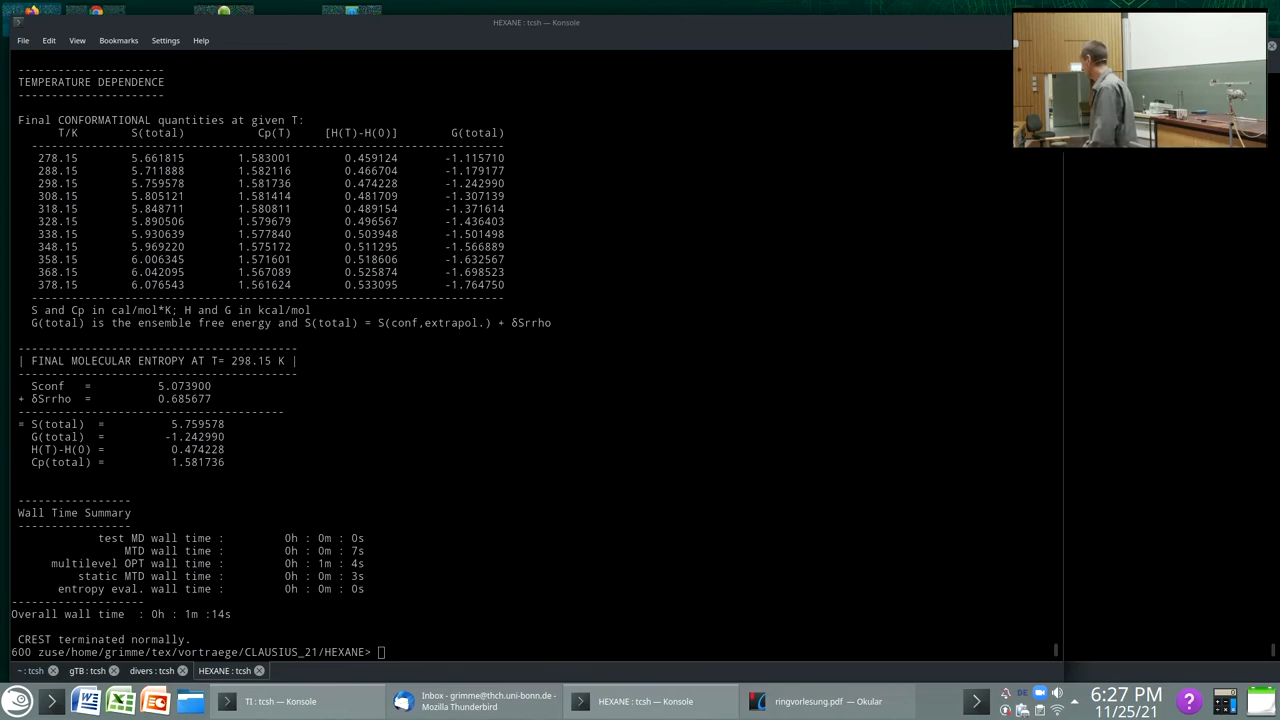 HEXANE : tcsh — Konsole
File Edit View Bookmarks Settings Help
----------------------
TEMPERATURE DEPENDENCE
----------------------
Final CONFORMATIONAL quantities at given T:
T/K S(total) Cp(T) [H(T)-H(0)] G(total)
-----------------------------------------------------------------------
278.15 5.661815 1.583001 0.459124 -1.115710
288.15 5.711888 1.582116 0.466704 -1.179177
298.15 5.759578 1.581736 0.474228 -1.242990
308.15 5.805121 1.581414 0.481709 -1.307139
318.15 5.848711 1.580811 0.489154 -1.371614
328.15 5.890506 1.579679 0.496567 -1.436403
338.15 5.930639 1.577840 0.503948 -1.501498
348.15 5.969220 1.575172 0.511295 -1.566889
358.15 6.006345 1.571601 0.518606 -1.632567
368.15 6.042095 1.567089 0.525874 -1.698523
378.15 6.076543 1.561624 0.533095 -1.764750
-----------------------------------------------------------------------
S and Cp in cal/mol*K; H and G in kcal/mol
G(total) is the ensemble free energy and S(total) = S(conf,extrapol.) + δSrrho
------------------------------------------
| FINAL MOLECULAR ENTROPY AT T= 298.15 K |
------------------------------------------
Sconf = 5.073900
+ δSrrho = 0.685677
----------------------------------------
= S(total) = 5.759578
G(total) = -1.242990
H(T)-H(0) = 0.474228
Cp(total) = 1.581736
-----------------
Wall Time Summary
-----------------
test MD wall time : 0h : 0m : 0s
MTD wall time : 0h : 0m : 7s
multilevel OPT wall time : 0h : 1m : 4s
static MTD wall time : 0h : 0m : 3s
entropy eval. wall time : 0h : 0m : 0s
--------------------
Overall wall time : 0h : 1m :14s
CREST terminated normally.
600 zuse/home/grimme/tex/vortraege/CLAUSIUS_21/HEXANE>
~ : tcsh gTB : tcsh divers : tcsh HEXANE : tcsh
TI : — Konsole
Inbox - grimme@thch.uni-bonn.de - Mozilla Thunderbird
HEXANE : tcsh — Konsole
ringvorlesung.pdf — Okular
DE
6:27 PM
11/25/21